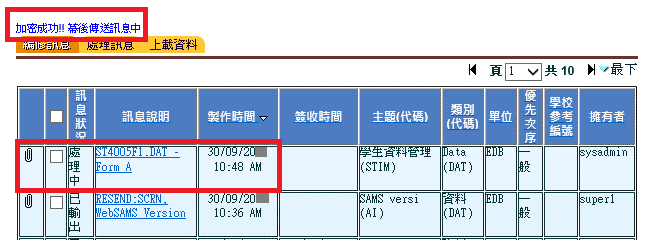 加密成功!! 幕後傳送訊息中
編修訊息 處理訊息 上載資料
頁 1 共 10 最下
訊息狀況 訊息說明 製作時間 簽收時間 主題(代碼) 類別(代碼) 單位 優先次序 學校參考編號 擁有者
處理中 ST4005F1.DAT - Form A 30/09/20 10:48 AM 學生資料管理 (STIM) Data (DAT) EDB 一般 sysadmin
已輸出 RESEND:SCRN, WebSAMS Version 30/09/20 10:36 AM SAMS versi (AI) 資料 (DAT) EDB 一般 super1